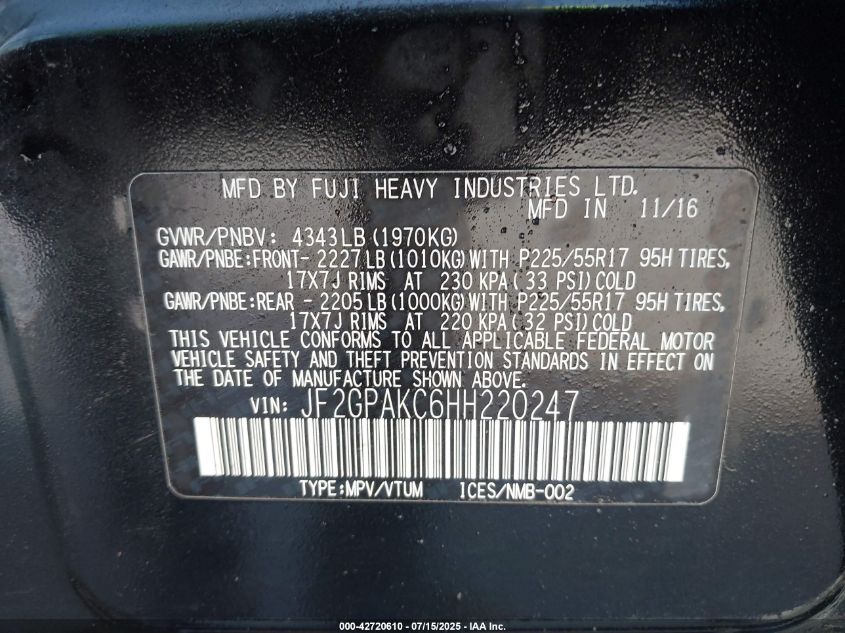 MFD BY FUJI HEAVY INDUSTRIES LTD.
MFD IN 11/16
GVWR/PNBV: 4343LB (1970KG)
GAWR/PNBE:FRONT- 2227LB (1010KG) WITH P225/55R17 95H TIRES,
17X7J RIMS AT 230 KPA (33 PSI) COLD
GAWR/PNBE:REAR - 2205LB (1000KG) WITH P225/55R17 95H TIRES,
17X7J RIMS AT 220 KPA (32 PSI) COLD
THIS VEHICLE CONFORMS TO ALL APPLICABLE FEDERAL MOTOR
VEHICLE SAFETY AND THEFT PREVENTION STANDARDS IN EFFECT ON
THE DATE OF MANUFACTURE SHOWN ABOVE.
VIN: JF2GPAKC6HH220247
TYPE:MPV/VTUM ICES/NMB-002
000-42720610 - 07/15/2025 - IAA Inc.